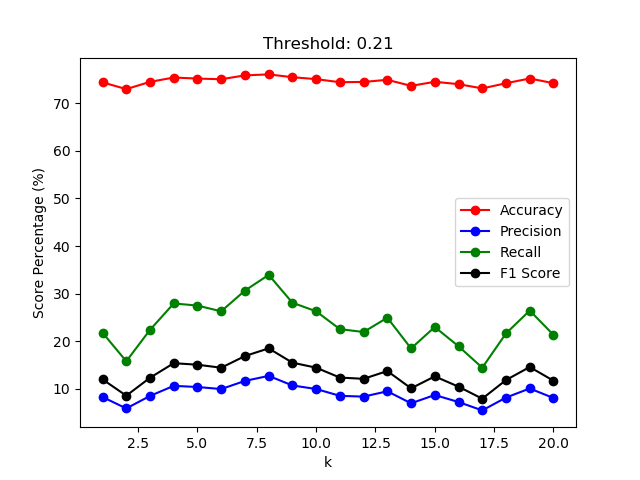 Threshold: 0.21
Score Percentage (%)
70
60
50
40
30
20
10
Accuracy
Precision
Recall
F1 Score
2.5 5.0 7.5 10.0 12.5 15.0 17.5 20.0
k